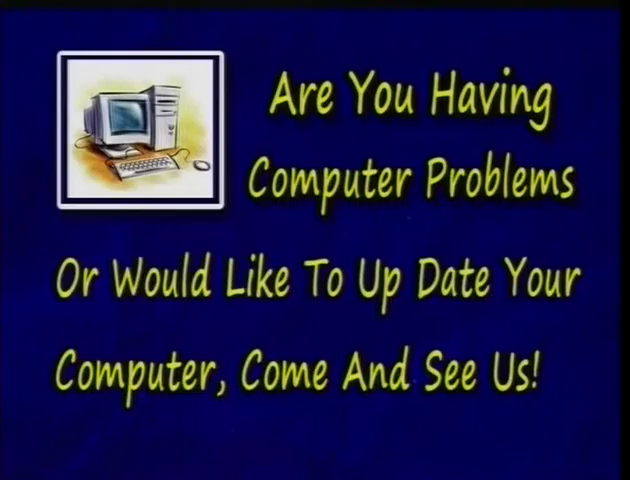 Are You Having
Computer Problems
Or Would Like To Up Date Your
Computer, Come And See Us!